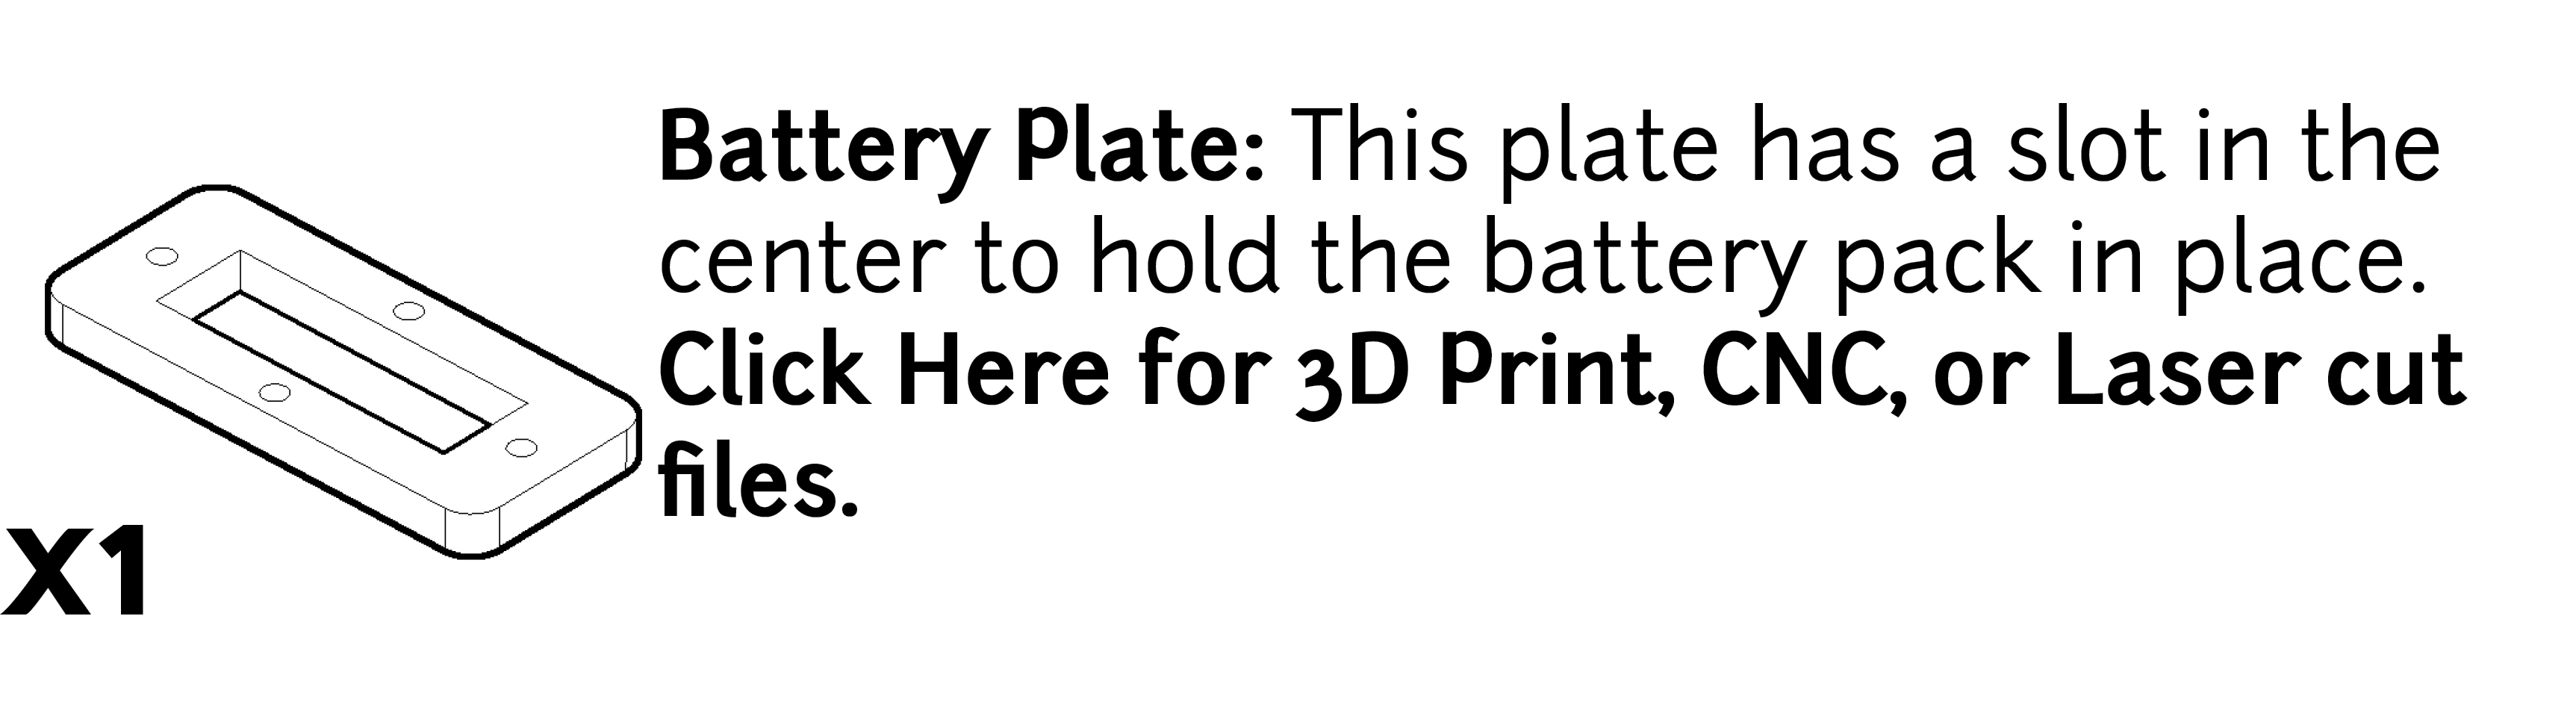 Battery Plate: This plate has a slot in the
center to hold the battery pack in place.
Click Here for 3D Print, CNC, or Laser cut
files.
X1